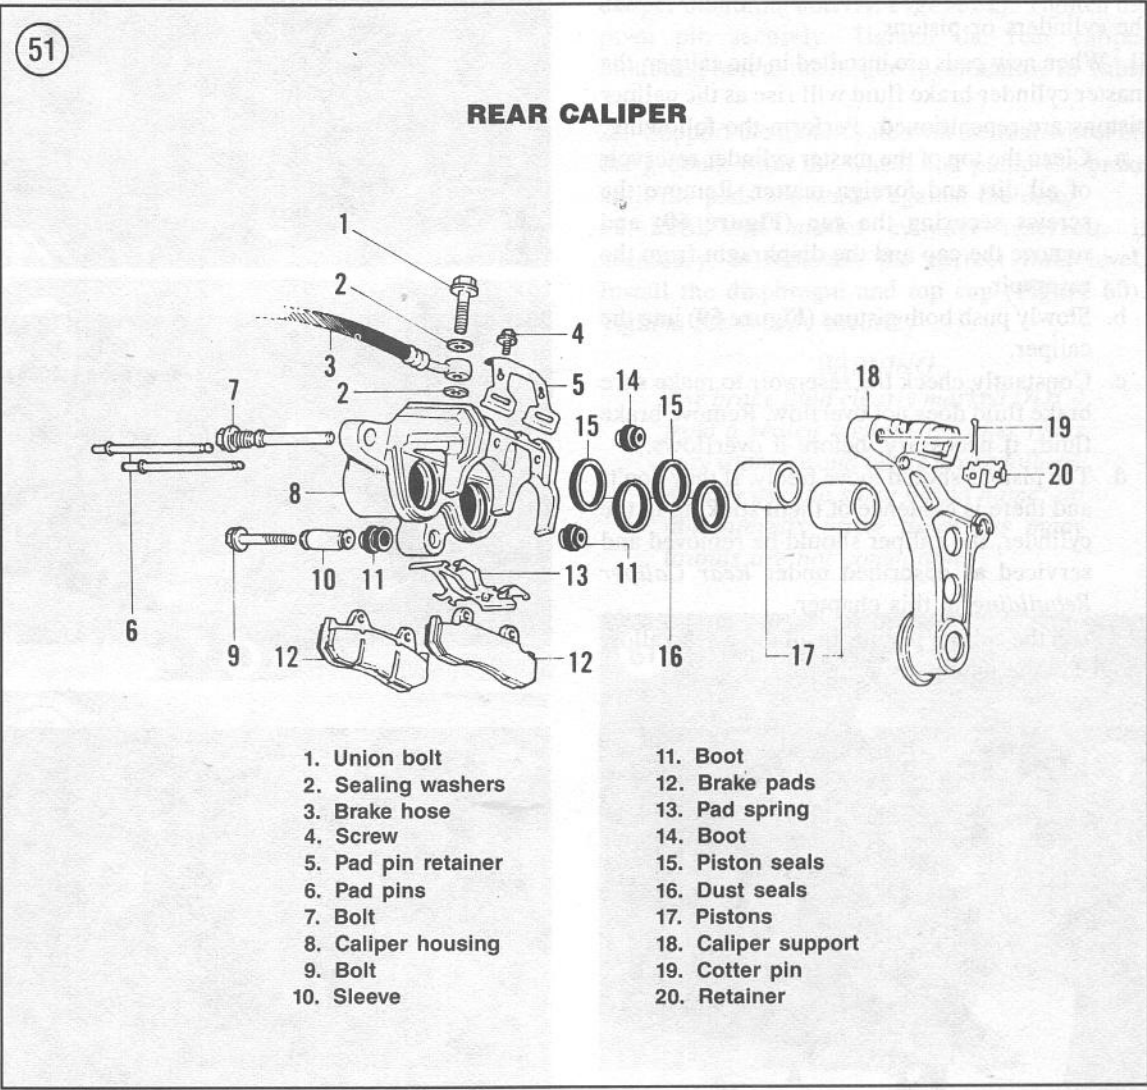 51
REAR CALIPER
1
2
3
4
2
5
14
15
15
18
19
7
20
8
6
9
10
11
13
11
12
12
16
17
1. Union bolt
2. Sealing washers
3. Brake hose
4. Screw
5. Pad pin retainer
6. Pad pins
7. Bolt
8. Caliper housing
9. Bolt
10. Sleeve
11. Boot
12. Brake pads
13. Pad spring
14. Boot
15. Piston seals
16. Dust seals
17. Pistons
18. Caliper support
19. Cotter pin
20. Retainer